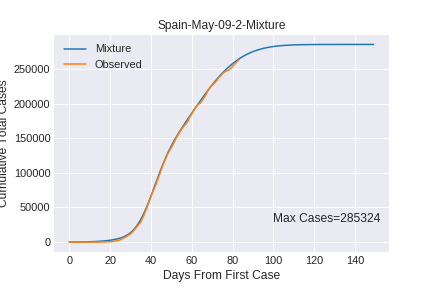 Spain-May-09-2-Mixture
Mixture
Observed
250000
200000
150000
100000
50000
0
Cumulative Total Cases
Max Cases=285324
0 20 40 60 80 100 120 140
Days From First Case